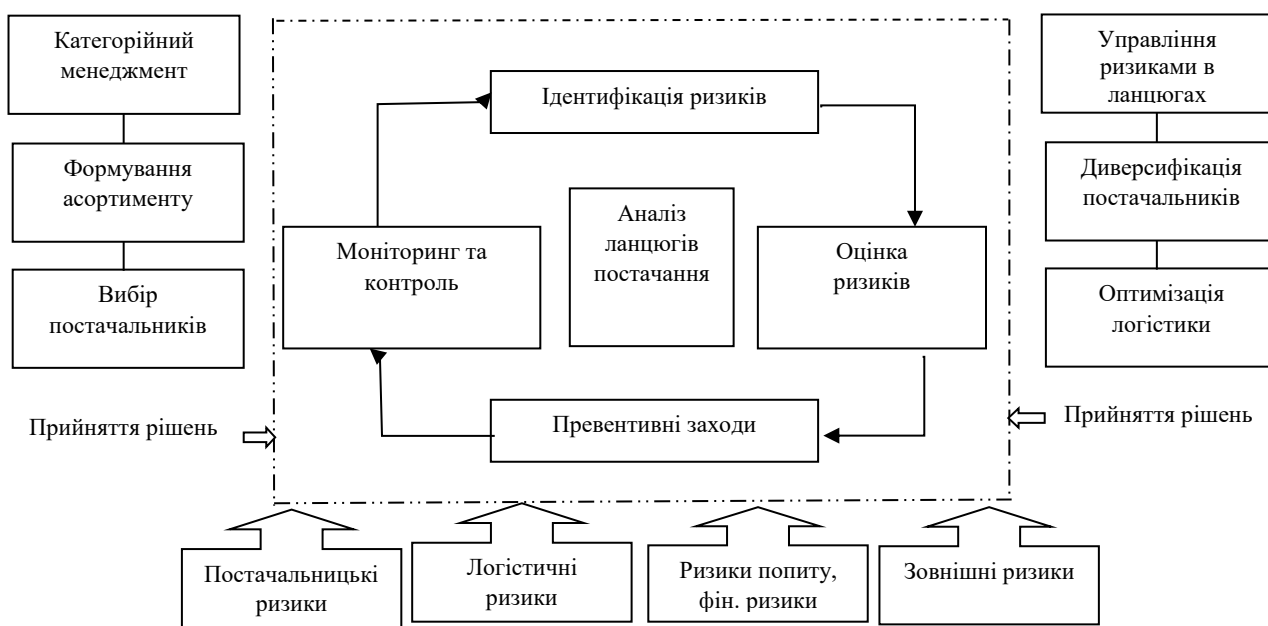 Категорійний
менеджмент
Формування
асортименту
Вибір
постачальників
Прийняття рішень
Ідентифікація ризиків
Моніторинг та
контроль
Аналіз
ланцюгів
постачання
Оцінка
ризиків
Превентивні заходи
Управління
ризиками в
ланцюгах
Диверсифікація
постачальників
Оптимізація
логістики
Прийняття рішень
Постачальницькі
ризики
Логістичні
ризики
Ризики попиту,
фін. ризики
Зовнішні ризики